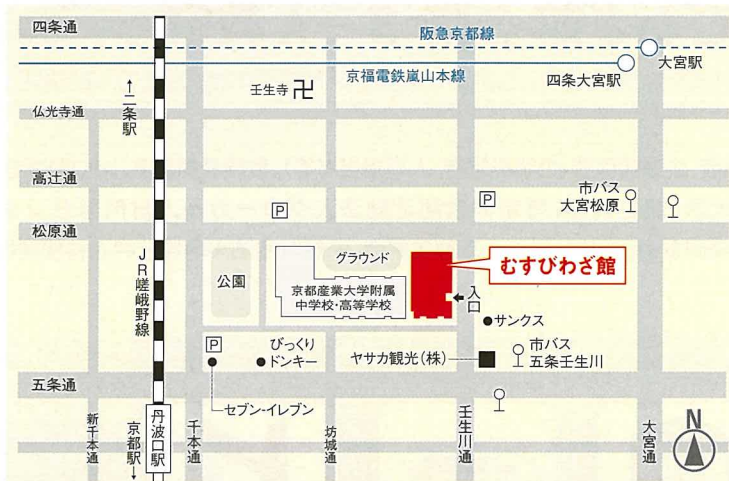 四条通
阪急京都線
大宮駅
京福電鉄嵐山本線
四条大宮駅
↑二条駅
壬生寺 卍
仏光寺通
高辻通
市バス
大宮松原
P
P
松原通
JR嵯峨野線
公園
グラウンド
京都産業大学附属
中学校・高等学校
むすびわざ館
入口
サンクス
P
びっくり
ドンキー
ヤサカ観光(株)
市バス
五条壬生川
五条通
セブン-イレブン
新千本通
京都駅↓
丹波口駅
千本通
坊城通
壬生川通
大宮通
N